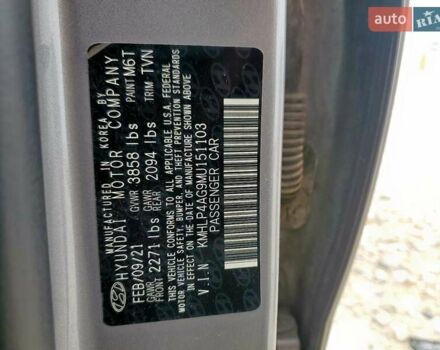 MANUFACTURED IN KOREA BY
HYUNDAI MOTOR COMPANY
FEB/09/21 GVWR 3858 lbs PAINT M6T
GAWR FRONT 2271 lbs GAWR REAR 2094 lbs TRIM TVN
THIS VEHICLE CONFORMS TO ALL APPLICABLE U.S.A. FEDERAL
MOTOR VEHICLE SAFETY & BUMPER, AND THEFT PREVENTION STANDARDS
IN EFFECT ON THE DATE OF MANUFACTURE SHOWN ABOVE
V.I.N KMHLP4AG9MU151103
PASSENGER CAR
AUTO RIA